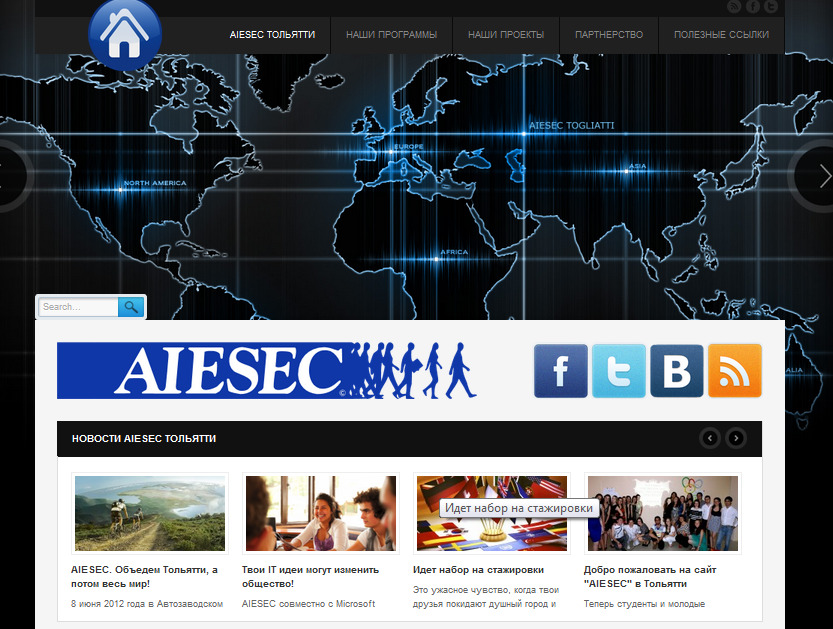 AIESEC ТОЛЬЯТТИ
НАШИ ПРОГРАММЫ
НАШИ ПРОЕКТЫ
ПАРТНЕРСТВО
ПОЛЕЗНЫЕ ССЫЛКИ
AIESEC TOGLIATTI
EUROPE
ASIA
NORTH AMERICA
AFRICA
Search...
AIESEC
НОВОСТИ AIESEC ТОЛЬЯТТИ
Идет набор на стажировки
AIESEC. Объедем Тольятти, а
потом весь мир!
8 июня 2012 года в Автозаводском
Твои IT идеи могут изменить
общество!
AIESEC совместно с Microsoft
Идет набор на стажировки
Это ужасное чувство, когда твои
друзья покидают душный город и
Добро пожаловать на сайт
"AIESEC" в Тольятти
Теперь студенты и молодые